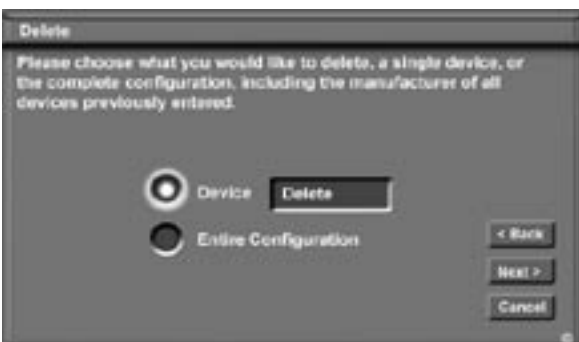 Delete
Please choose what you would like to delete, a single device, or
the complete configuration, including the manufacturer of all
devices previously entered.
Device Delete
Entire Configuration
< Back
Next >
Cancel